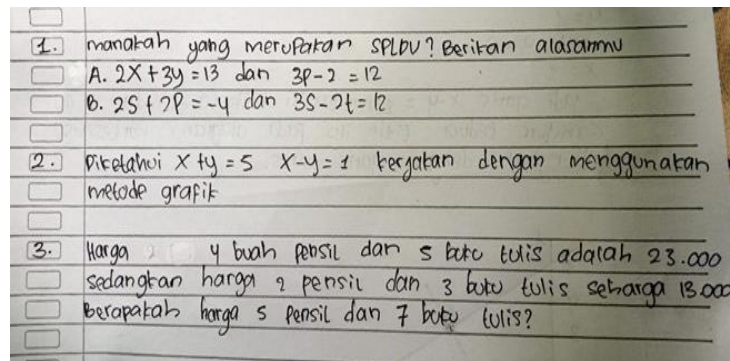 1. manakah yang merupakan SPLDV? Berikan alasanmu
A. 2x+3y=13 dan 3p-2=12
B. 2s+2p=-4 dan 3s-2t=12
2. Diketahui x+y=5 x-y=1 kerjakan dengan menggunakan
metode grafik
3. Harga 4 buah pensil dan 5 buku tulis adalah 23.000
sedangkan harga 2 pensil dan 3 buku tulis seharga 13.000
Berapakah harga 5 pensil dan 7 buku tulis?